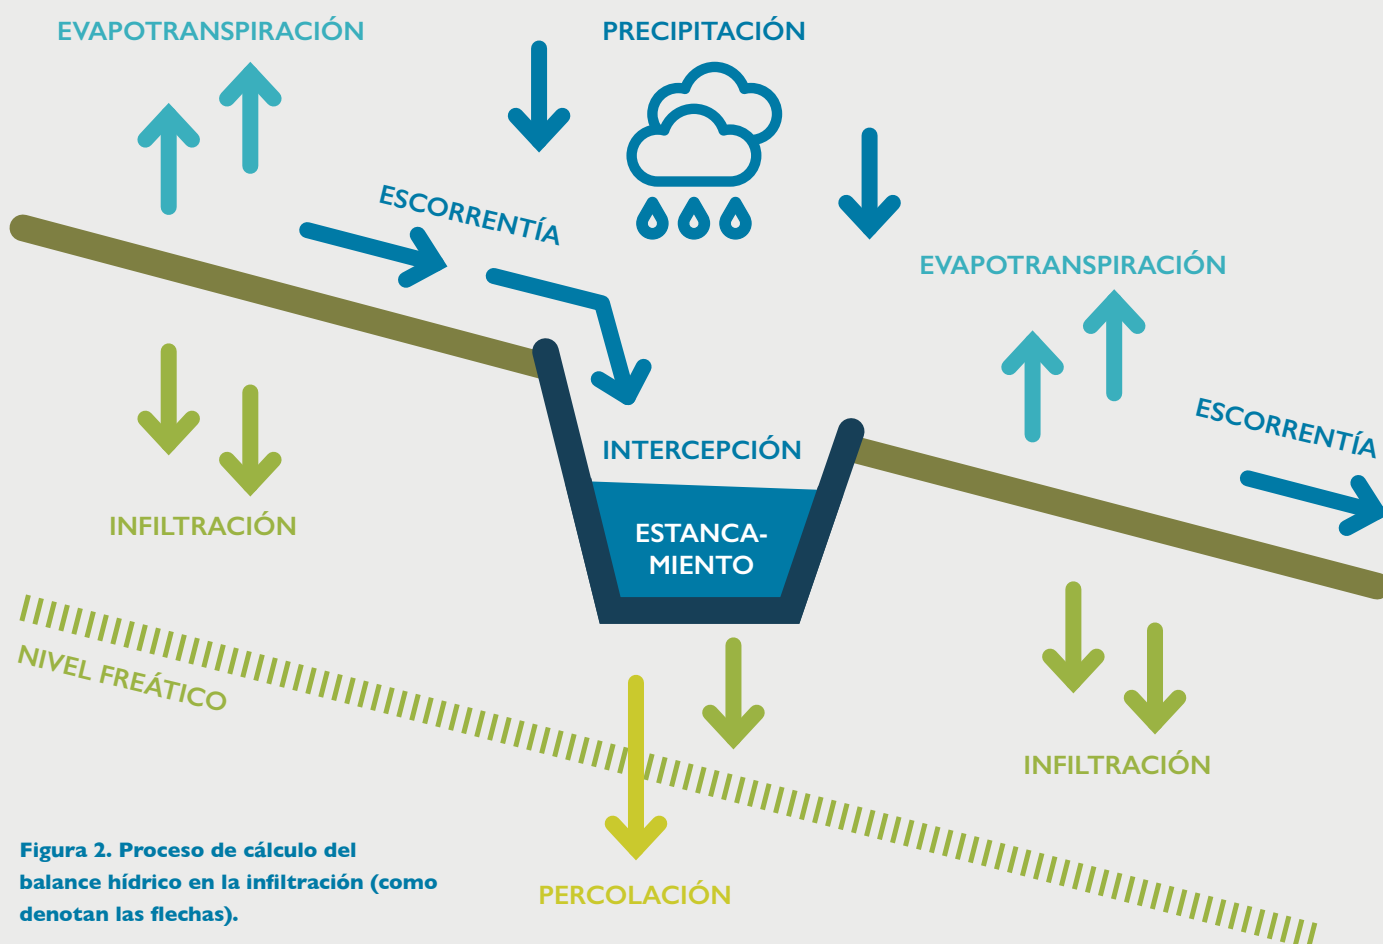 EVAPOTRANSPIRACIÓN
PRECIPITACIÓN
ESCORRENTÍA
EVAPOTRANSPIRACIÓN
ESCORRENTÍA
INTERCEPCIÓN
ESTANCA-
MIENTO
INFILTRACIÓN
NIVEL FREÁTICO
INFILTRACIÓN
PERCOLACIÓN
Figura 2. Proceso de cálculo del
balance hídrico en la infiltración (como
denotan las flechas).